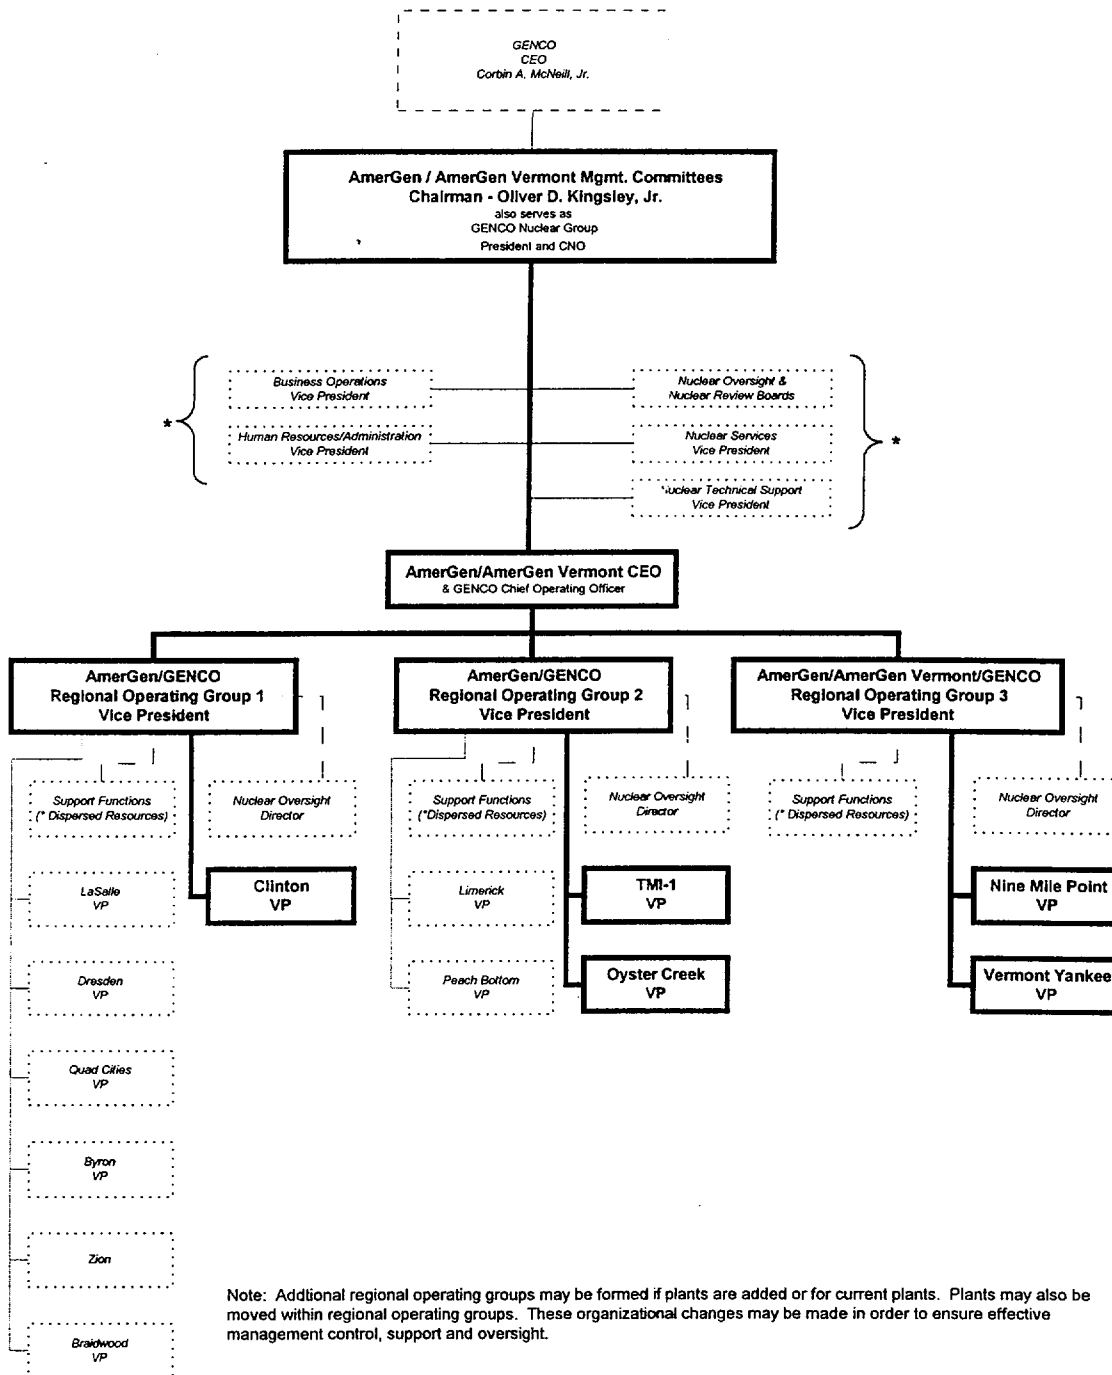 GENCO
CEO
Corbin A. McNeill, Jr.
AmerGen / AmerGen Vermont Mgmt. Committees
Chairman - Oliver D. Kingsley, Jr.
also serves as
GENCO Nuclear Group
President and CNO
*
Business Operations
Vice President
Nuclear Oversight &
Nuclear Review Boards
Human Resources/Administration
Vice President
Nuclear Services
Vice President
*
Nuclear Technical Support
Vice President
AmerGen/AmerGen Vermont CEO
& GENCO Chief Operating Officer
AmerGen/GENCO
Regional Operating Group 1
Vice President
AmerGen/GENCO
Regional Operating Group 2
Vice President
AmerGen/AmerGen Vermont/GENCO
Regional Operating Group 3
Vice President
Support Functions
(* Dispersed Resources)
Nuclear Oversight
Director
Support Functions
(*Dispersed Resources)
Nuclear Oversight
Director
Support Functions
(* Dispersed Resources)
Nuclear Oversight
Director
LaSalle
VP
Clinton
VP
Limerick
VP
TMI-1
VP
Nine Mile Point
VP
Dresden
VP
Peach Bottom
VP
Oyster Creek
VP
Vermont Yankee
VP
Quad Cities
VP
Byron
VP
Zion
Braidwood
VP
Note: Addtional regional operating groups may be formed if plants are added or for current plants. Plants may also be
moved within regional operating groups. These organizational changes may be made in order to ensure effective
management control, support and oversight.